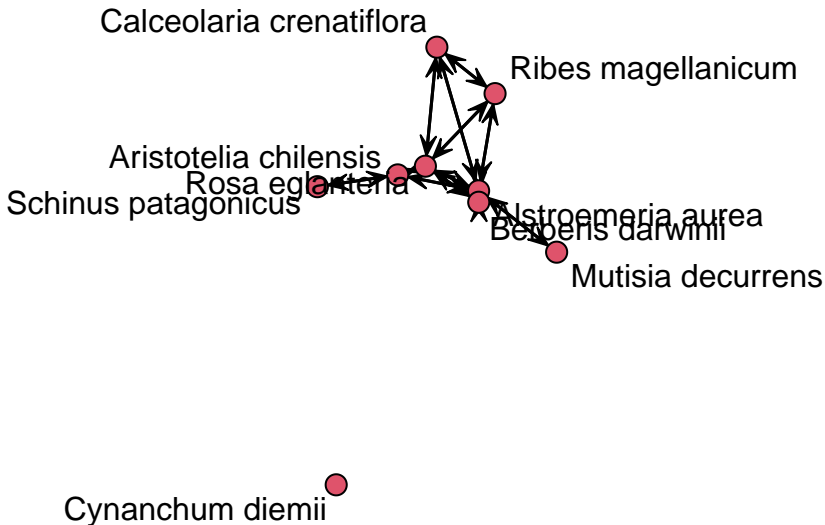 Calceolaria crenatiflora
Ribes magellanicum
Aristotelia chilensis
Rosa eglanteria
Schinus patagonicus
Alstroemeria aurea
Berberis darwinii
Mutisia decurrens
Cynanchum diemii